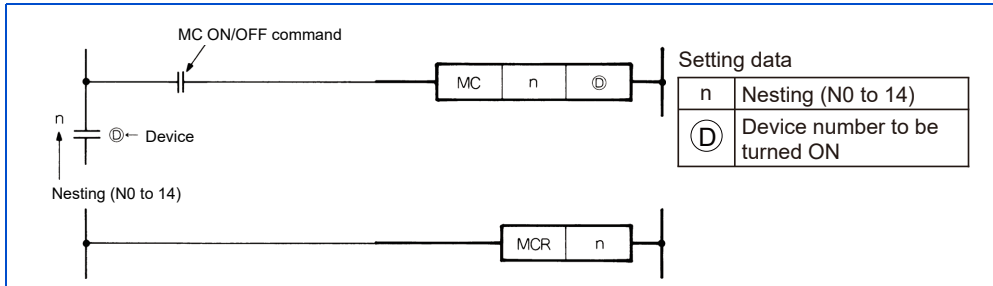 MC ON/OFF command
MC n Ⓓ
n
Ⓓ← Device
Nesting (N0 to 14)
MCR n
Setting data
n Nesting (N0 to 14)
Ⓓ Device number to be
turned ON